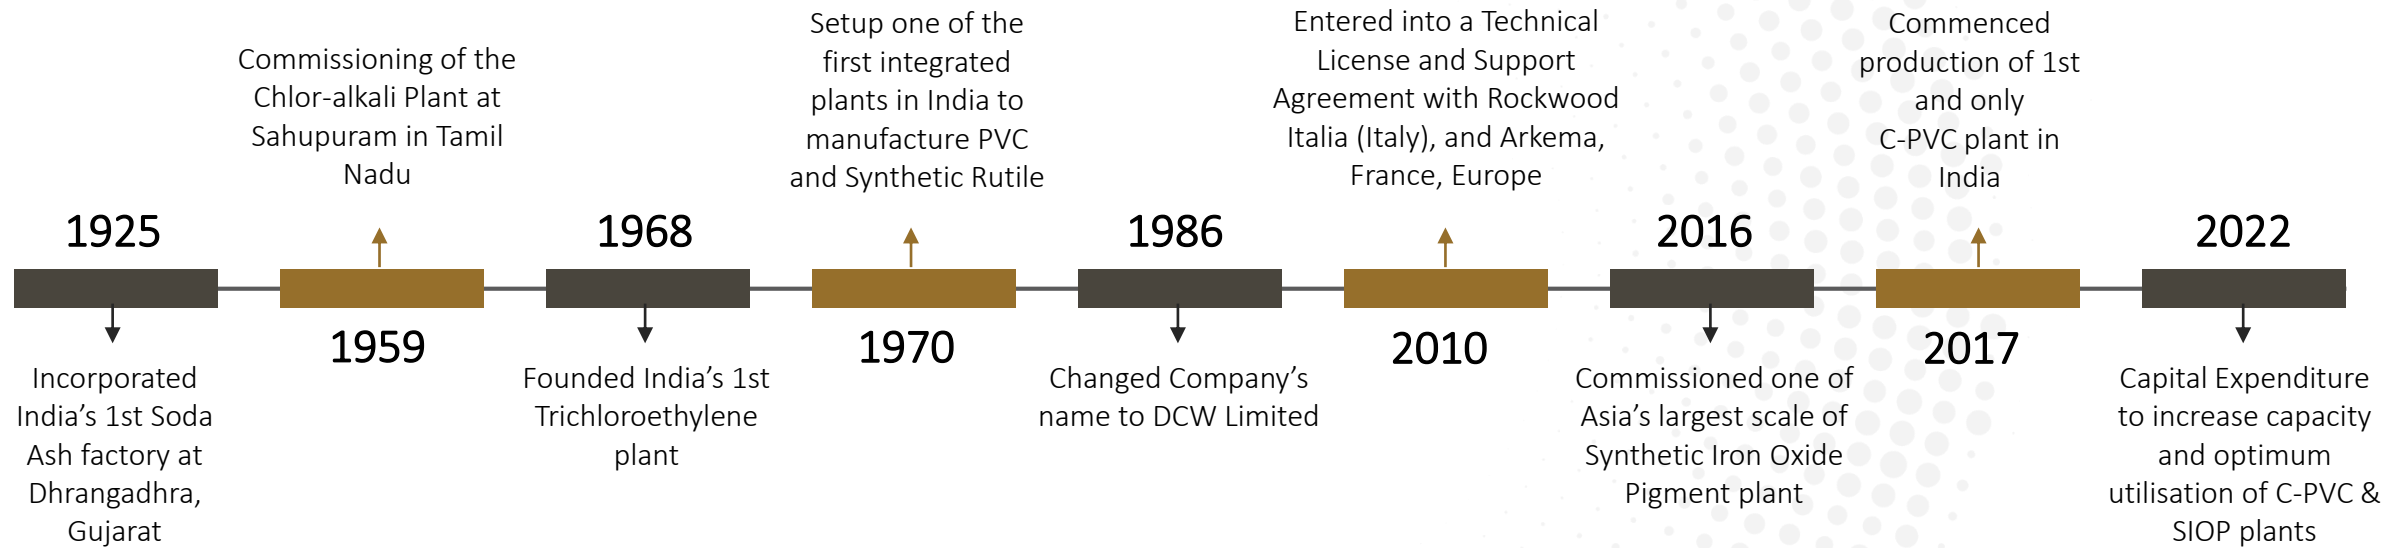 1925
Incorporated
India’s 1st Soda
Ash factory at
Dhrangadhra,
Gujarat
Commissioning of the
Chlor-alkali Plant at
Sahupuram in Tamil
Nadu
1959
1968
Founded India’s 1st
Trichloroethylene
plant
Setup one of the
first integrated
plants in India to
manufacture PVC
and Synthetic Rutile
1970
1986
Changed Company’s
name to DCW Limited
Entered into a Technical
License and Support
Agreement with Rockwood
Italia (Italy), and Arkema,
France, Europe
2010
2016
Commissioned one of
Asia’s largest scale of
Synthetic Iron Oxide
Pigment plant
Commenced
production of 1st
and only
C-PVC plant in
India
2017
2022
Capital Expenditure
to increase capacity
and optimum
utilisation of C-PVC &
SIOP plants